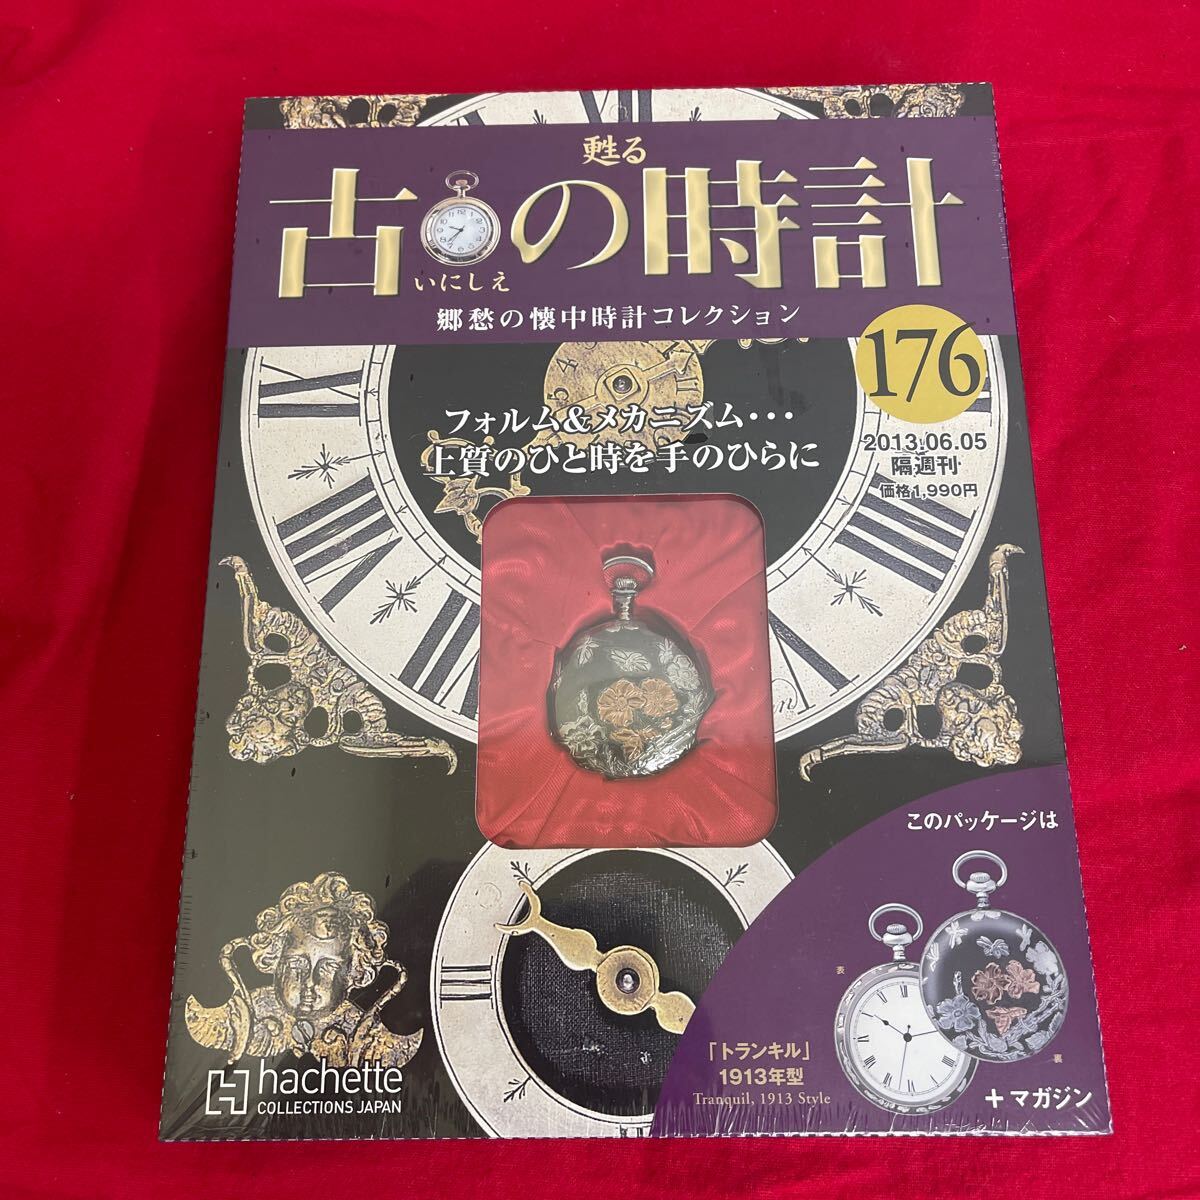 甦る
古の時計
いにしえ
郷愁の懐中時計コレクション
176
2013.06.05
隔週刊
価格1,990円
フォルム&メカニズム・・・
上質のひと時を手のひらに
このパッケージは
表
裏
「トランキル」
1913年型
Tranquil, 1913 Style
+マガジン
hachette
COLLECTIONS JAPAN